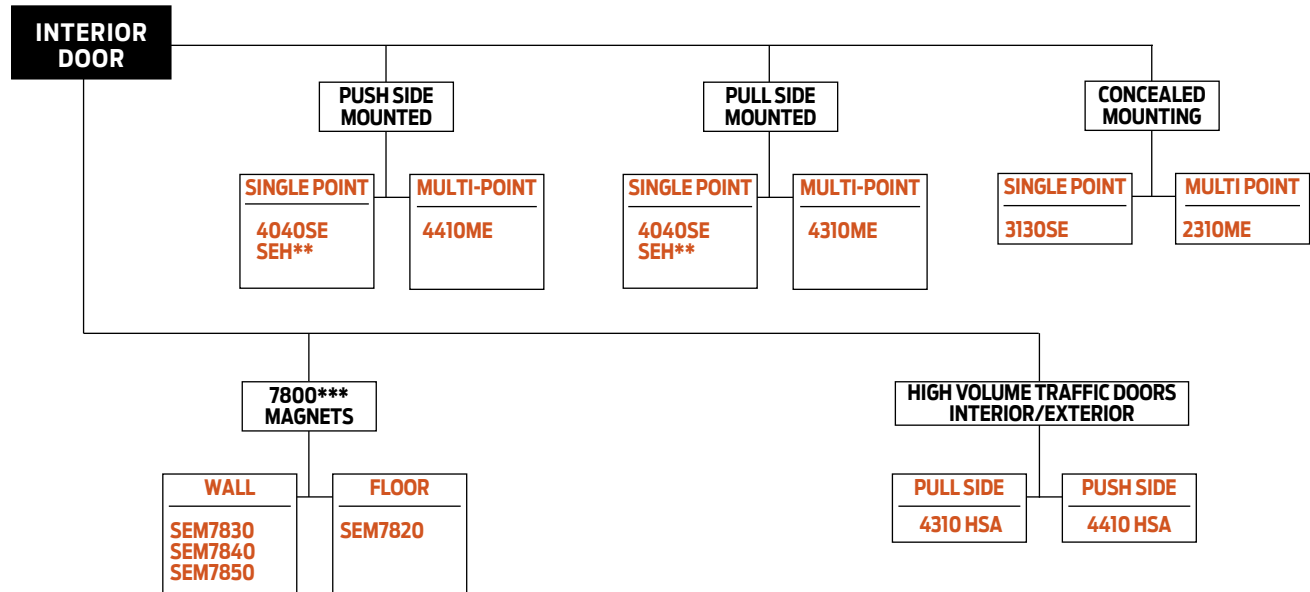 INTERIOR
DOOR
PUSH SIDE
MOUNTED
PULL SIDE
MOUNTED
CONCEALED
MOUNTING
SINGLE POINT
4040SE
SEH**
MULTI-POINT
4410ME
SINGLE POINT
4040SE
SEH**
MULTI-POINT
4310ME
SINGLE POINT
3130SE
MULTI POINT
2310ME
7800***
MAGNETS
HIGH VOLUME TRAFFIC DOORS
INTERIOR/EXTERIOR
WALL
SEM7830
SEM7840
SEM7850
FLOOR
SEM7820
PULL SIDE
4310 HSA
PUSH SIDE
4410 HSA